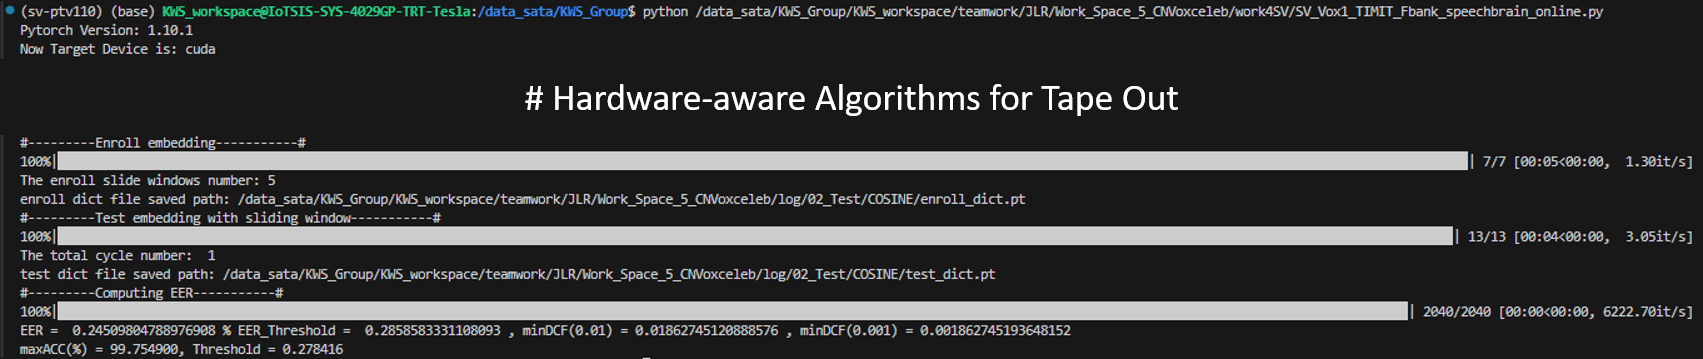 (sv-ptv110) (base) KWS_workspace@IoTSIS-SYS-4029GP-TRT-Tesla:/data_sata/KWS_Group$ python /data_sata/KWS_Group/KWS_workspace/teamwork/JLR/Work_Space_5_CNVoxceleb/work4SV/SV_Vox1_TIMIT_Fbank_speechbrain_online.py
Pytorch Version: 1.10.1
Now Target Device is: cuda
# Hardware-aware Algorithms for Tape Out
#---------Enroll embedding-----------#
100%| | 7/7 [00:05<00:00, 1.30it/s]
The enroll slide windows number: 5
enroll dict file saved path: /data_sata/KWS_Group/KWS_workspace/teamwork/JLR/Work_Space_5_CNVoxceleb/log/02_Test/COSINE/enroll_dict.pt
#---------Test embedding with sliding window-----------#
100%| | 13/13 [00:04<00:00, 3.05it/s]
The total cycle number: 1
test dict file saved path: /data_sata/KWS_Group/KWS_workspace/teamwork/JLR/Work_Space_5_CNVoxceleb/log/02_Test/COSINE/test_dict.pt
#---------Computing EER-----------#
100%| | 2040/2040 [00:00<00:00, 6222.70it/s]
EER = 0.24509804788976908 % EER_Threshold = 0.2858583331108093 , minDCF(0.01) = 0.01862745120888576 , minDCF(0.001) = 0.001862745193648152
maxACC(%) = 99.754900, Threshold = 0.278416